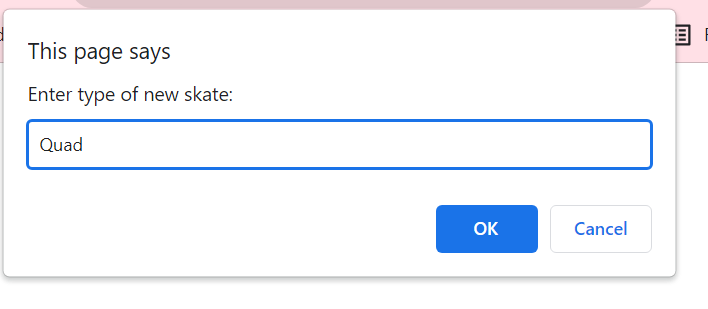 This page says
Enter type of new skate:
Quad
OK
Cancel